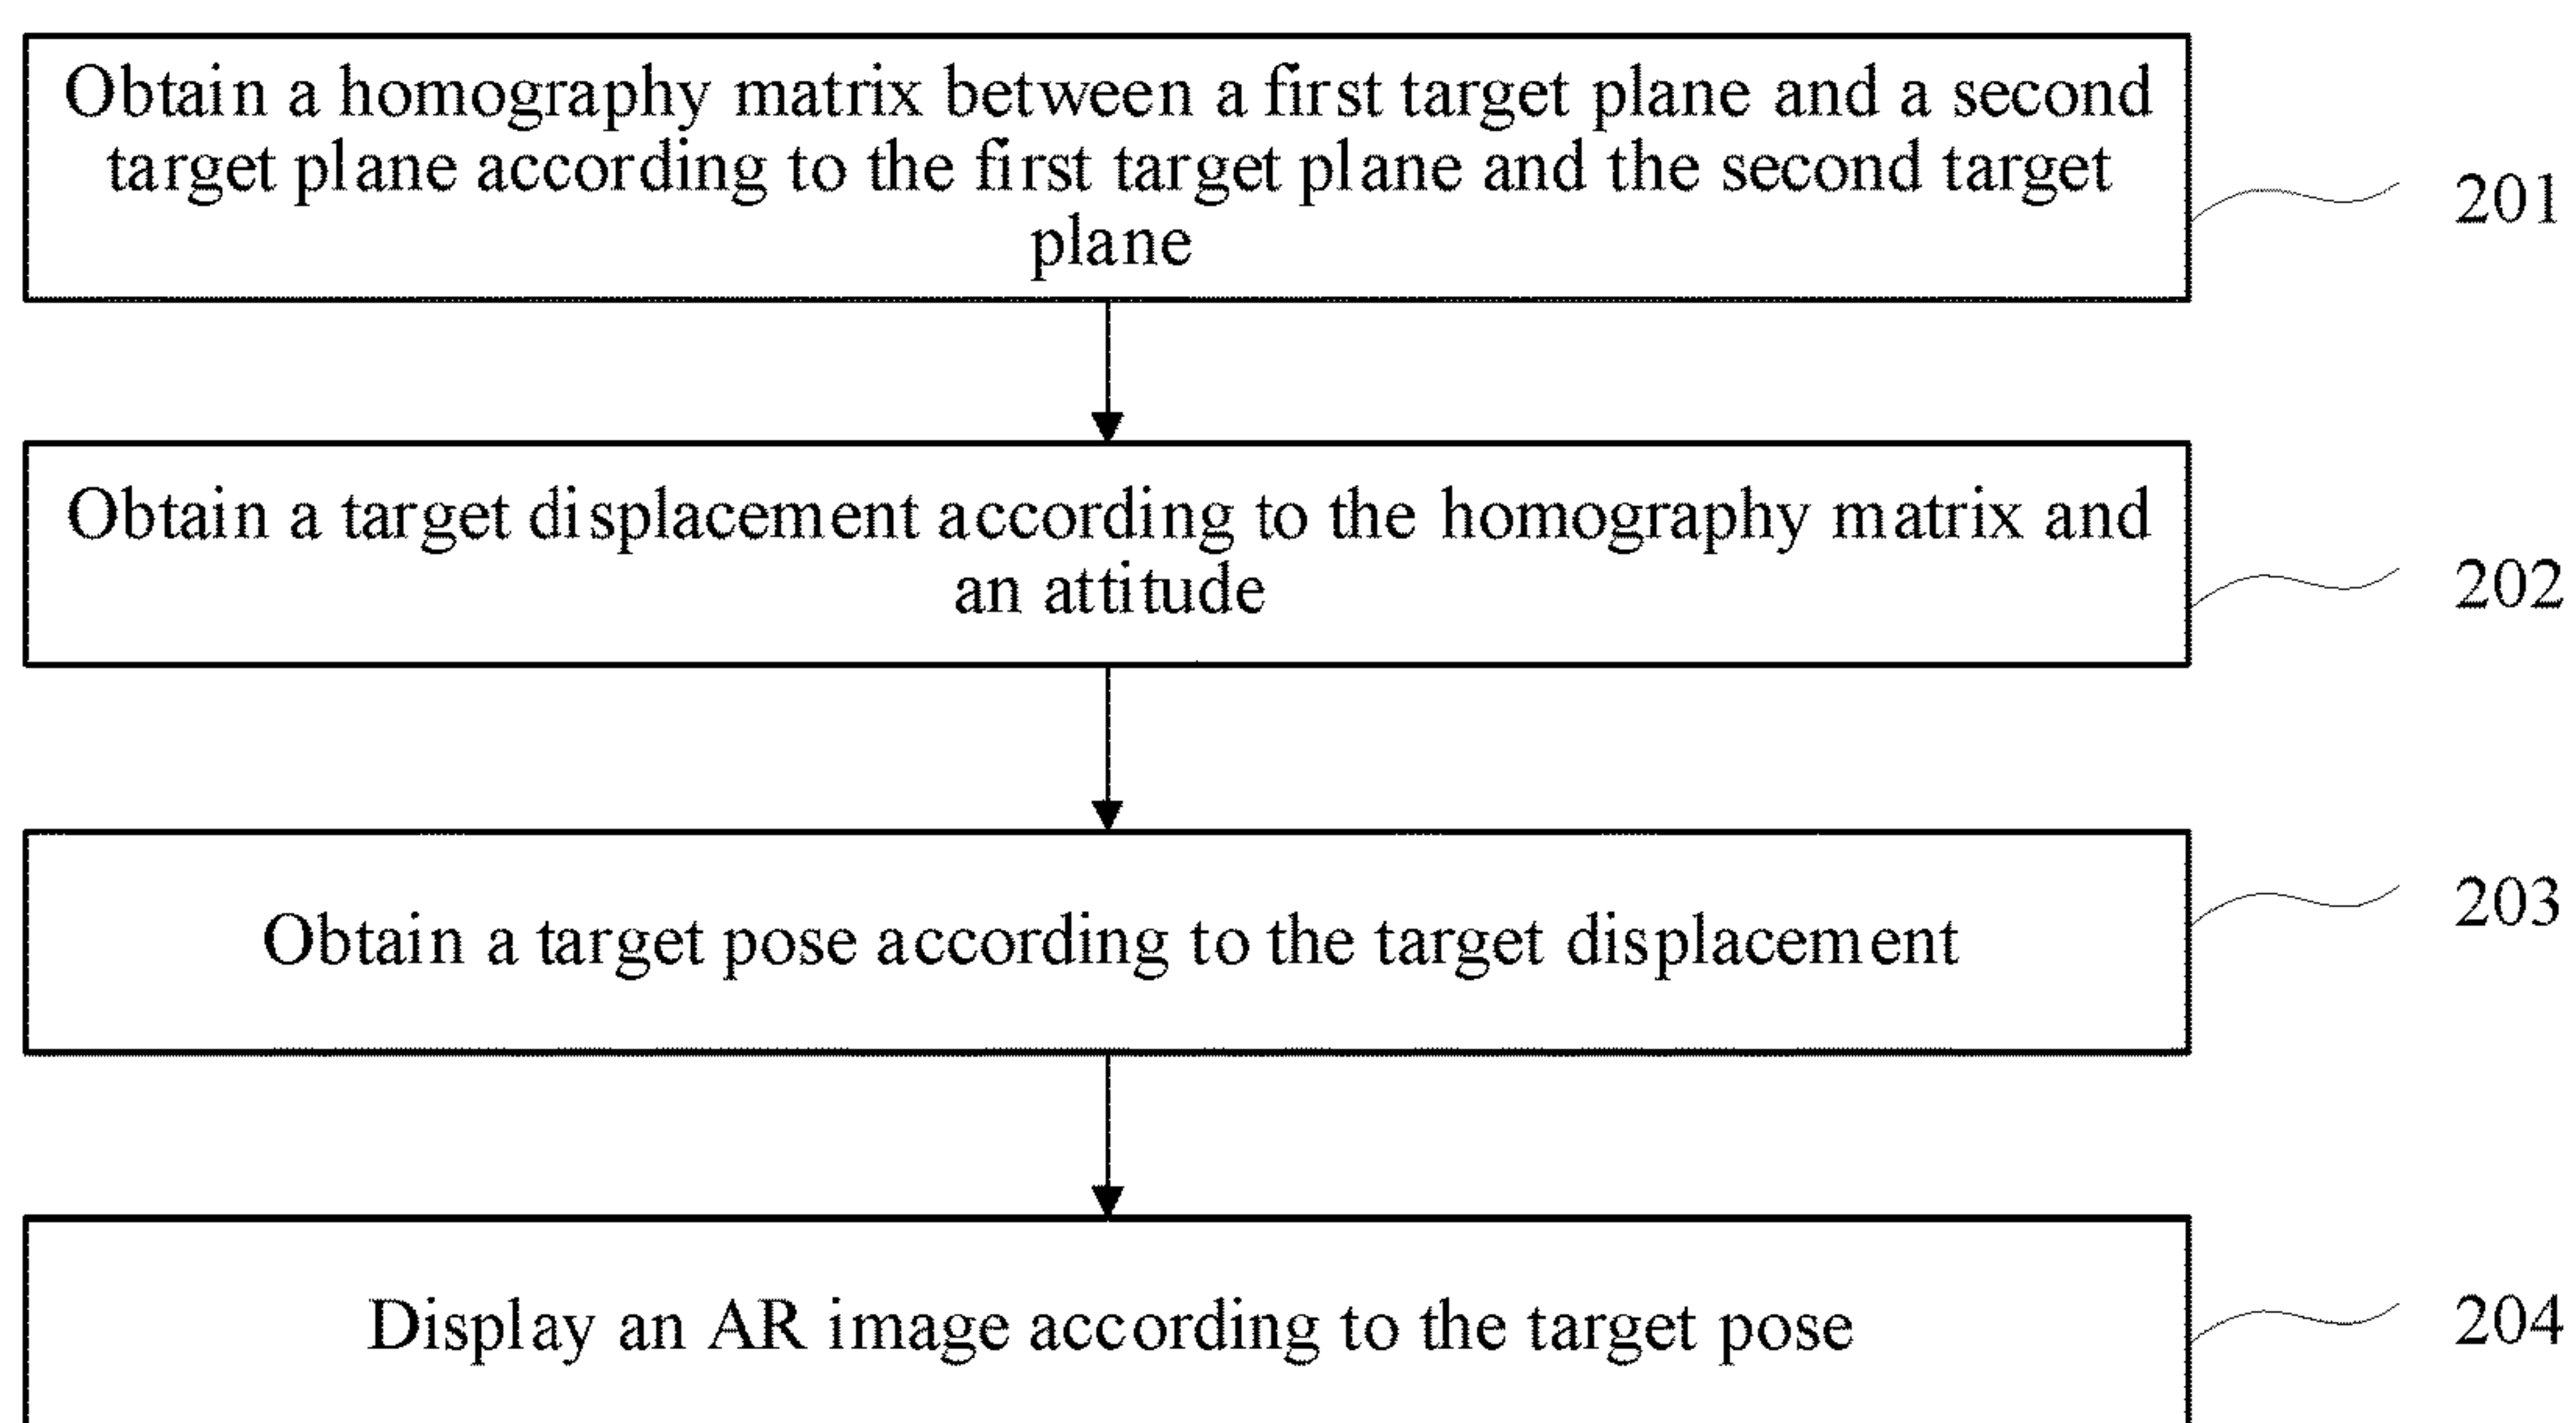 Obtain a homography matrix between a first target plane and a second
target plane according to the first target plane and the second target
plane
201
Obtain a target displacement according to the homography matrix and
an attitude
202
Obtain a target pose according to the target displacement
203
Display an AR image according to the target pose
204